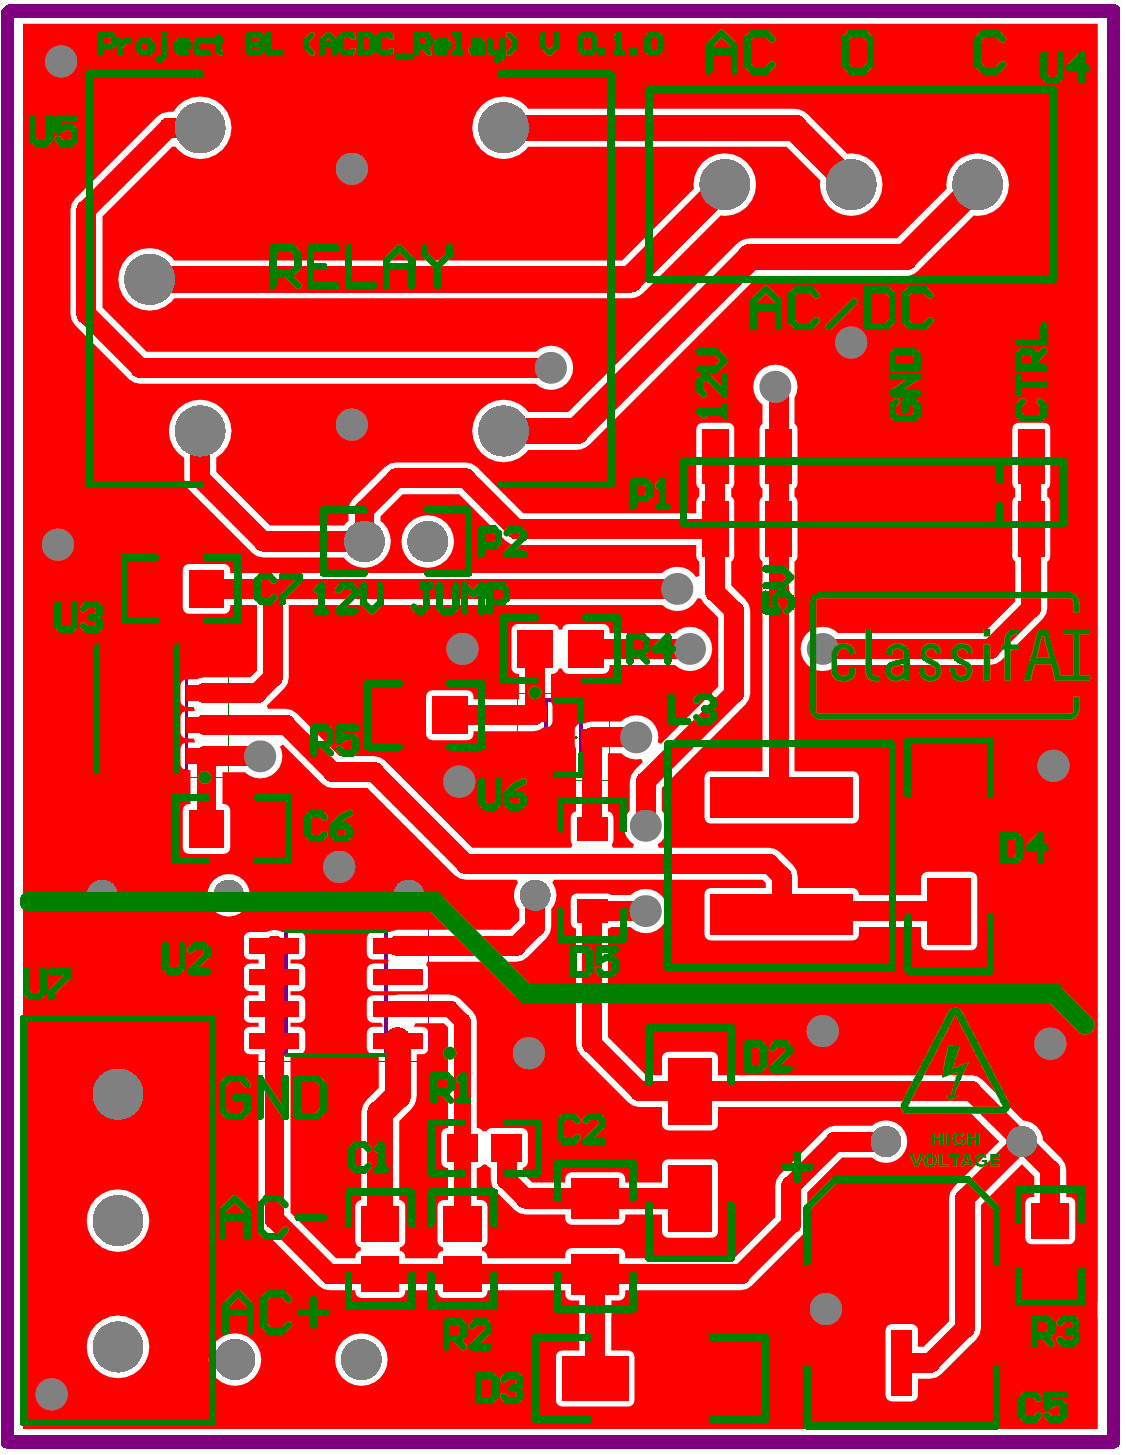 Project BL (ACDC_Relay) V 0.1.0
AC O C
U4
U5
RELAY
AC/DC
12V
GND
CTRL
P1
P2
C7
12V JUMP
5V
U3
R4
classifAI
R5
L3
U6
C6
D4
U2
D5
U7
D2
R1
GND
C2
C1
HIGH
VOLTAGE
+
AC-
AC+
R2
R3
D3
C5